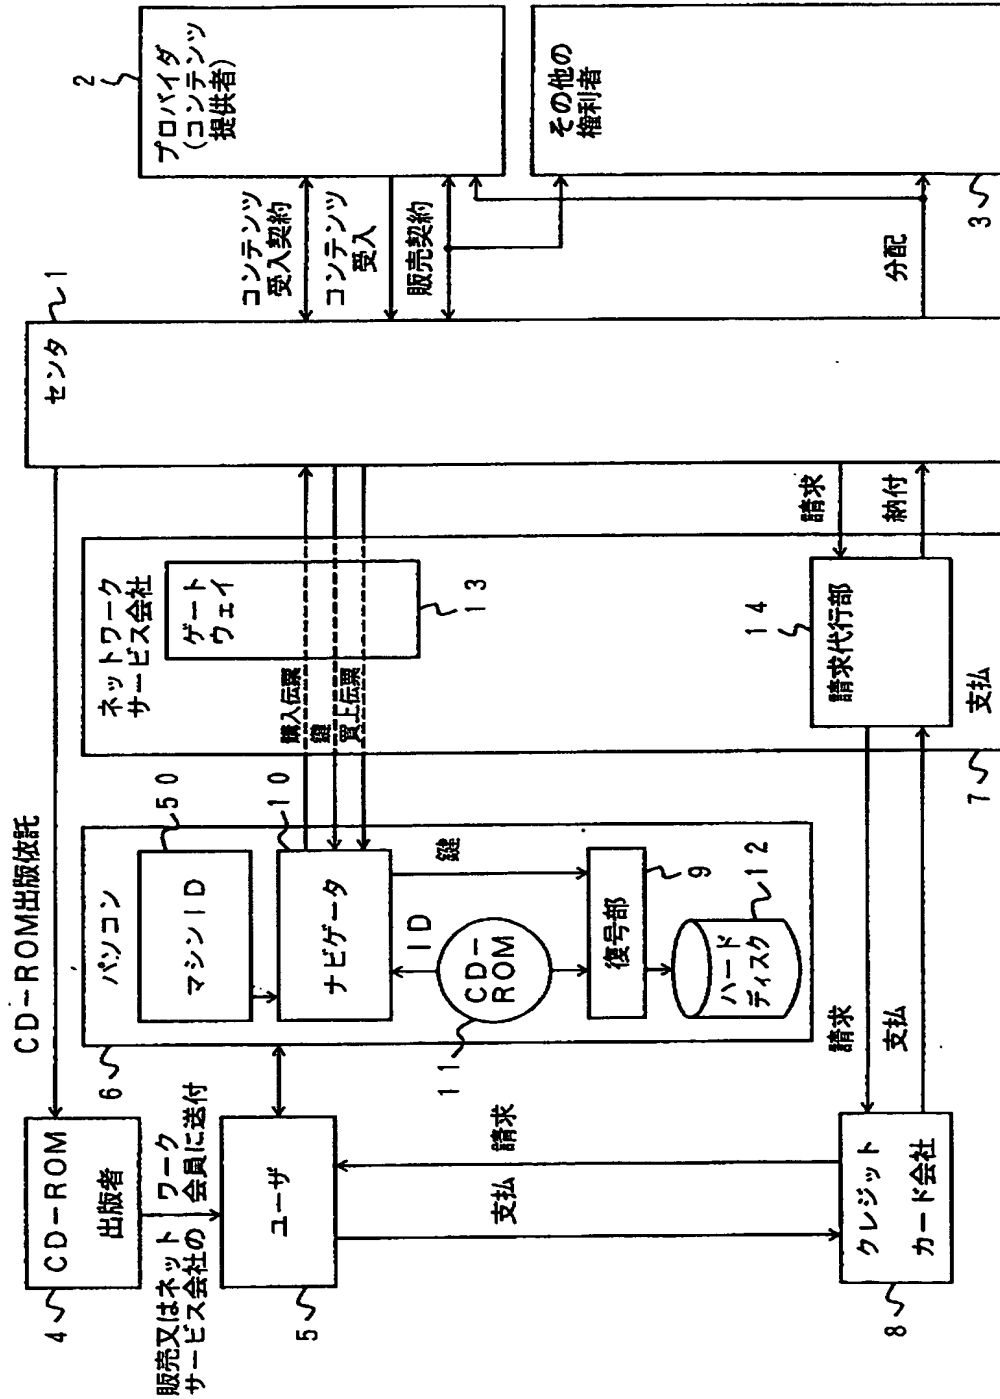 CD－ROM出版依託
4
CD－ROM
出版者
販売又はネットワーク
サービス会社の会員に送付
5
ユーザ
支払
請求
8
クレジット
カード会社
6
パソコン
マシンID
50
ナビゲータ
10
ID
鍵
CD－
ROM
11
復号部
9
ハード
ディスク
12
請求
支払
ネットワーク
サービス会社
ゲート
ウェイ
13
購入伝票
鍵
買上伝票
請求代行部
14
支払
7
請求
納付
センタ
1
コンテンツ
受入契約
コンテンツ
受入
販売契約
分配
プロバイダ
（コンテンツ
提供者）
2
その他の
権利者
3